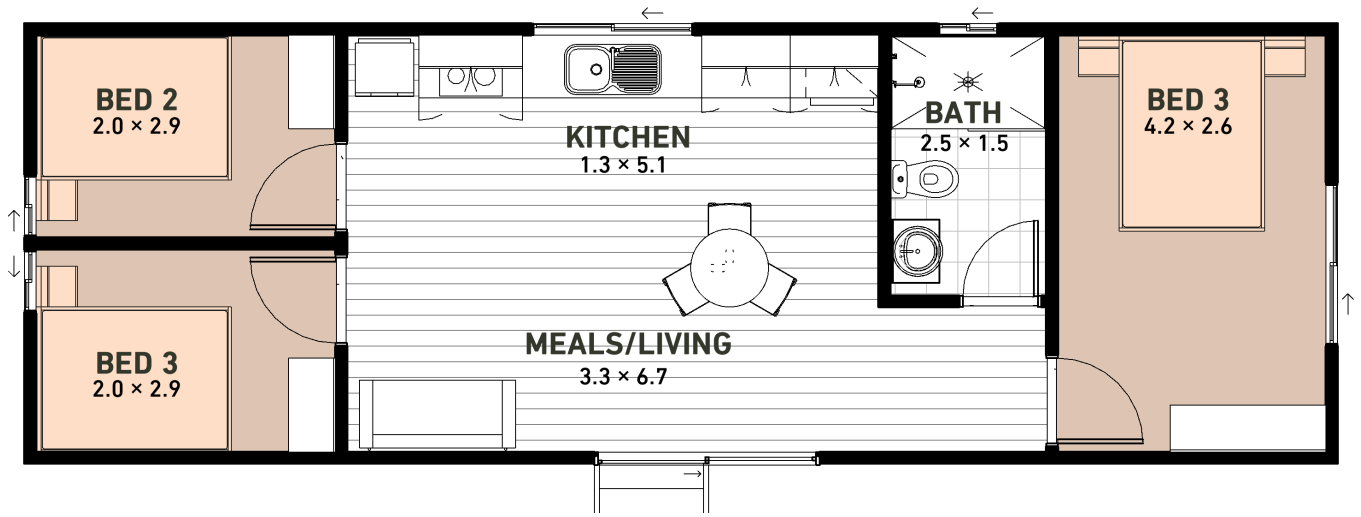 BED 2
2.0 × 2.9
KITCHEN
1.3 × 5.1
BATH
2.5 × 1.5
BED 3
4.2 × 2.6
BED 3
2.0 × 2.9
MEALS/LIVING
3.3 × 6.7